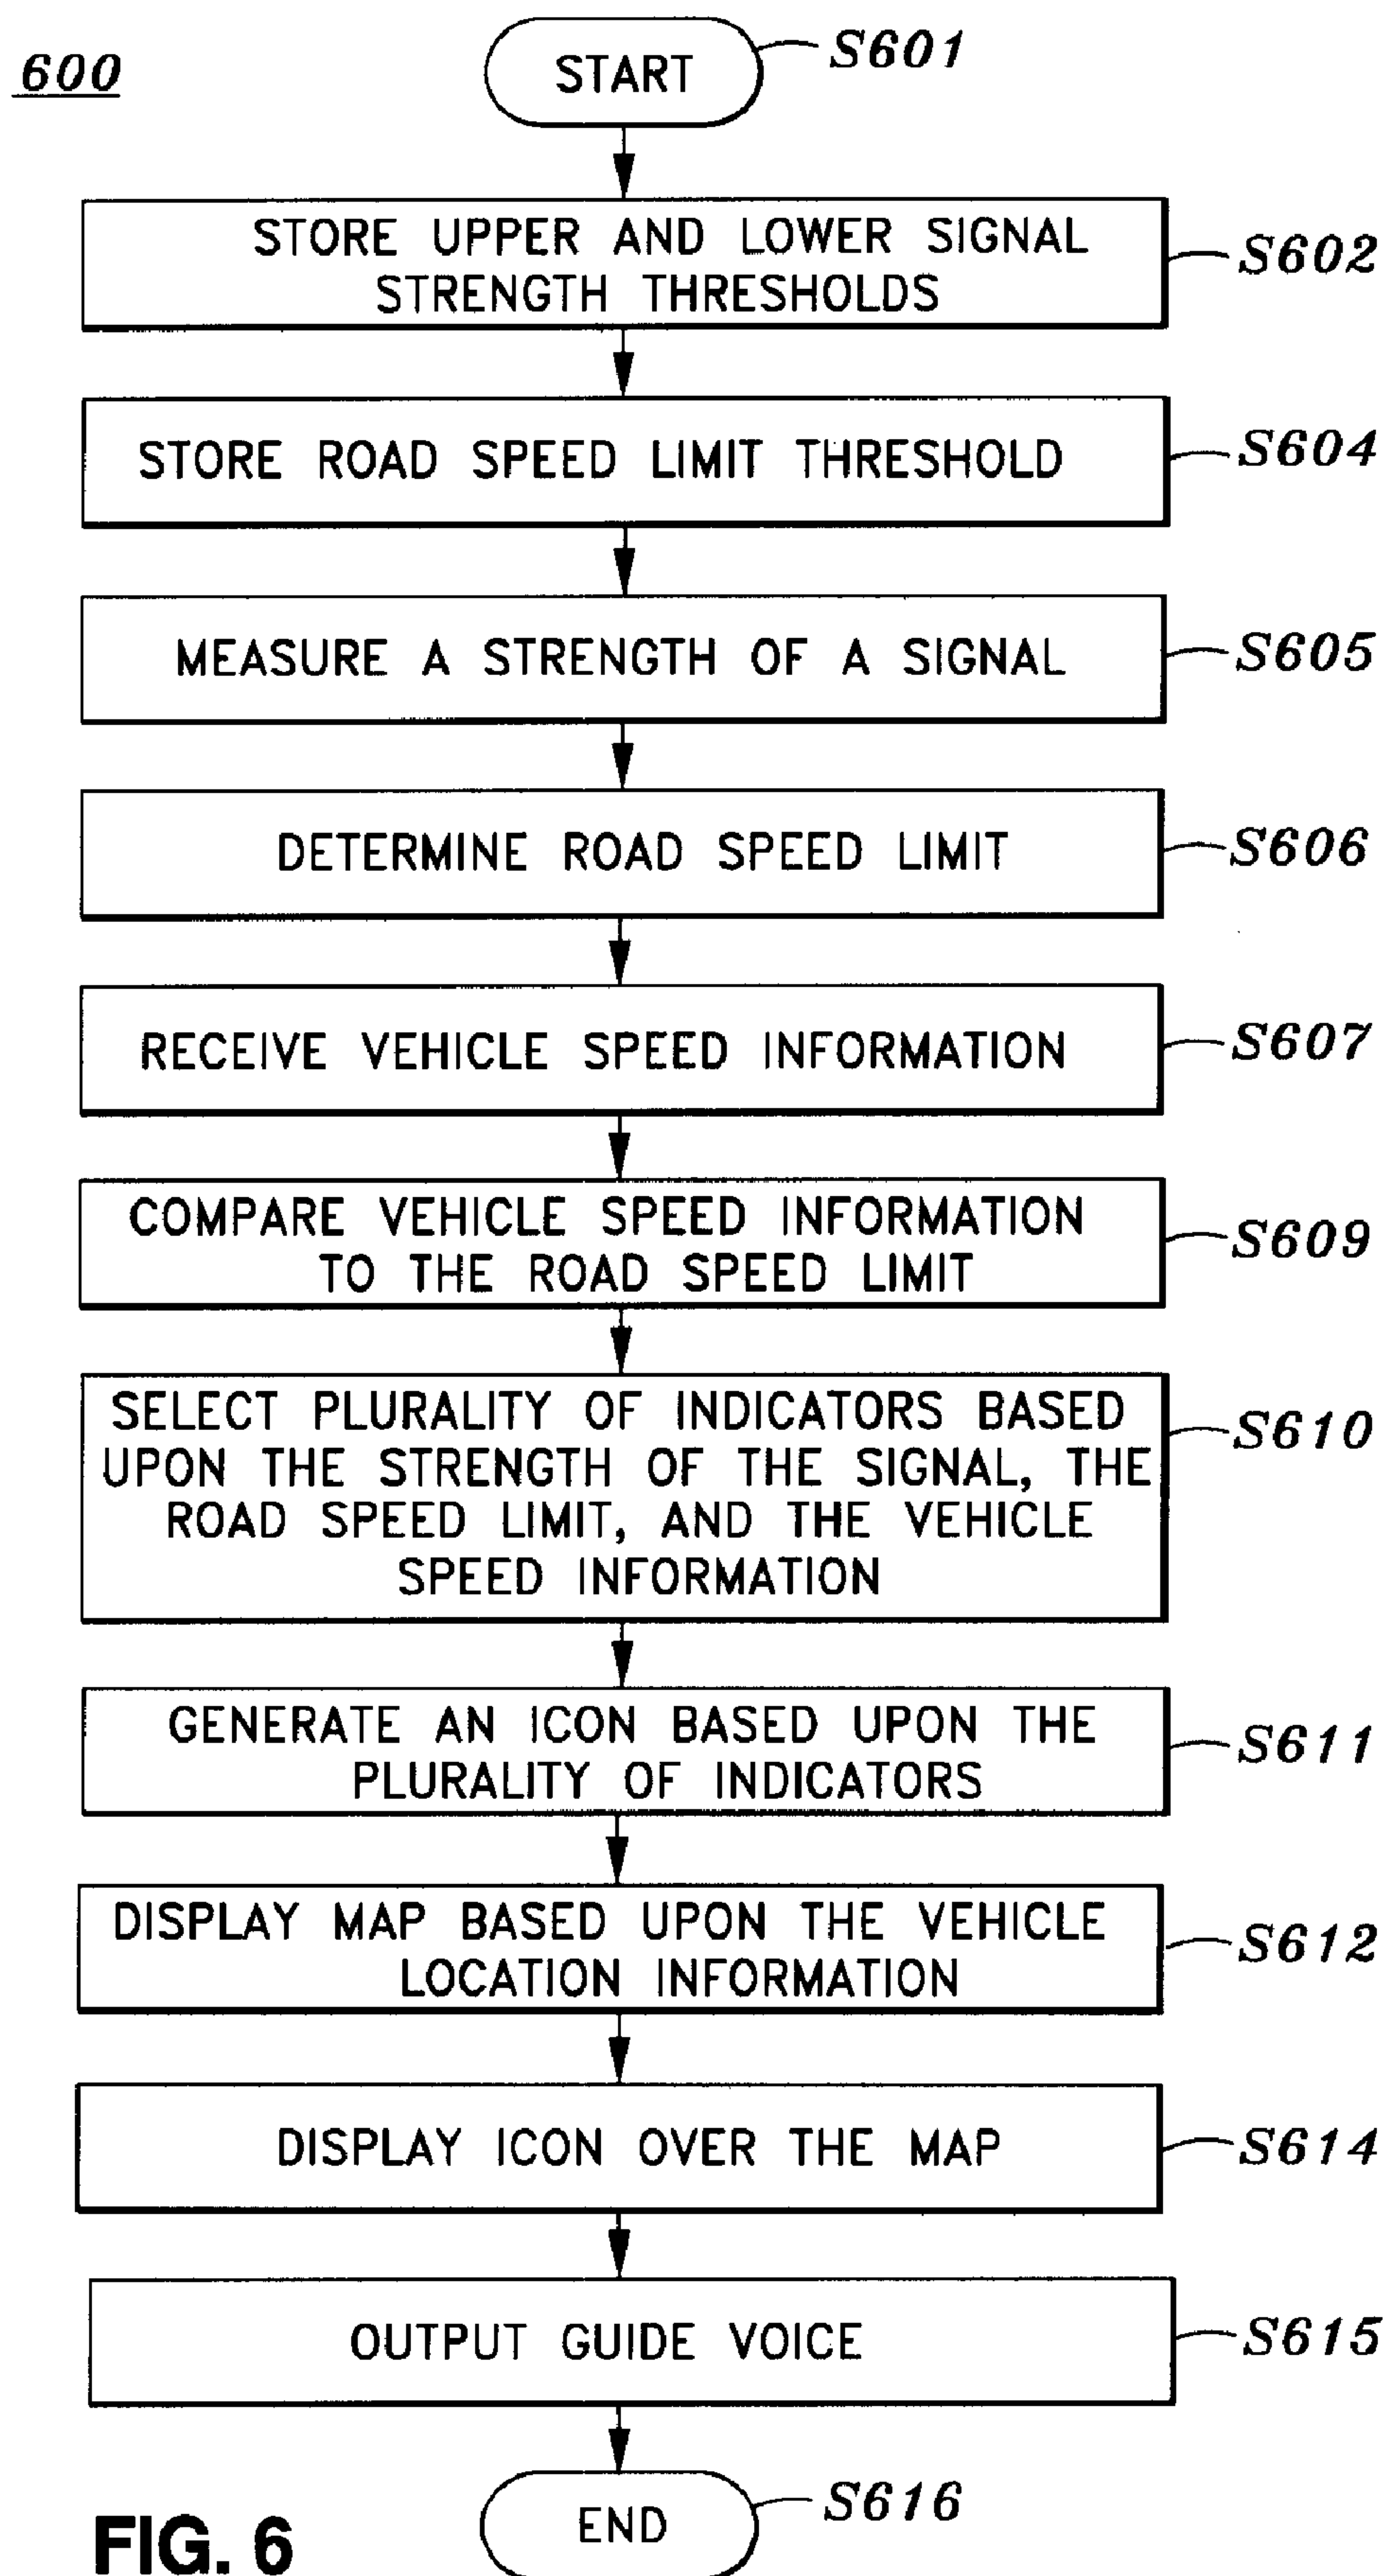 600
START
S601
STORE UPPER AND LOWER SIGNAL
STRENGTH THRESHOLDS
S602
STORE ROAD SPEED LIMIT THRESHOLD
S604
MEASURE A STRENGTH OF A SIGNAL
S605
DETERMINE ROAD SPEED LIMIT
S606
RECEIVE VEHICLE SPEED INFORMATION
S607
COMPARE VEHICLE SPEED INFORMATION
TO THE ROAD SPEED LIMIT
S609
SELECT PLURALITY OF INDICATORS BASED
UPON THE STRENGTH OF THE SIGNAL, THE
ROAD SPEED LIMIT, AND THE VEHICLE
SPEED INFORMATION
S610
GENERATE AN ICON BASED UPON THE
PLURALITY OF INDICATORS
S611
DISPLAY MAP BASED UPON THE VEHICLE
LOCATION INFORMATION
S612
DISPLAY ICON OVER THE MAP
S614
OUTPUT GUIDE VOICE
S615
END
S616
FIG. 6